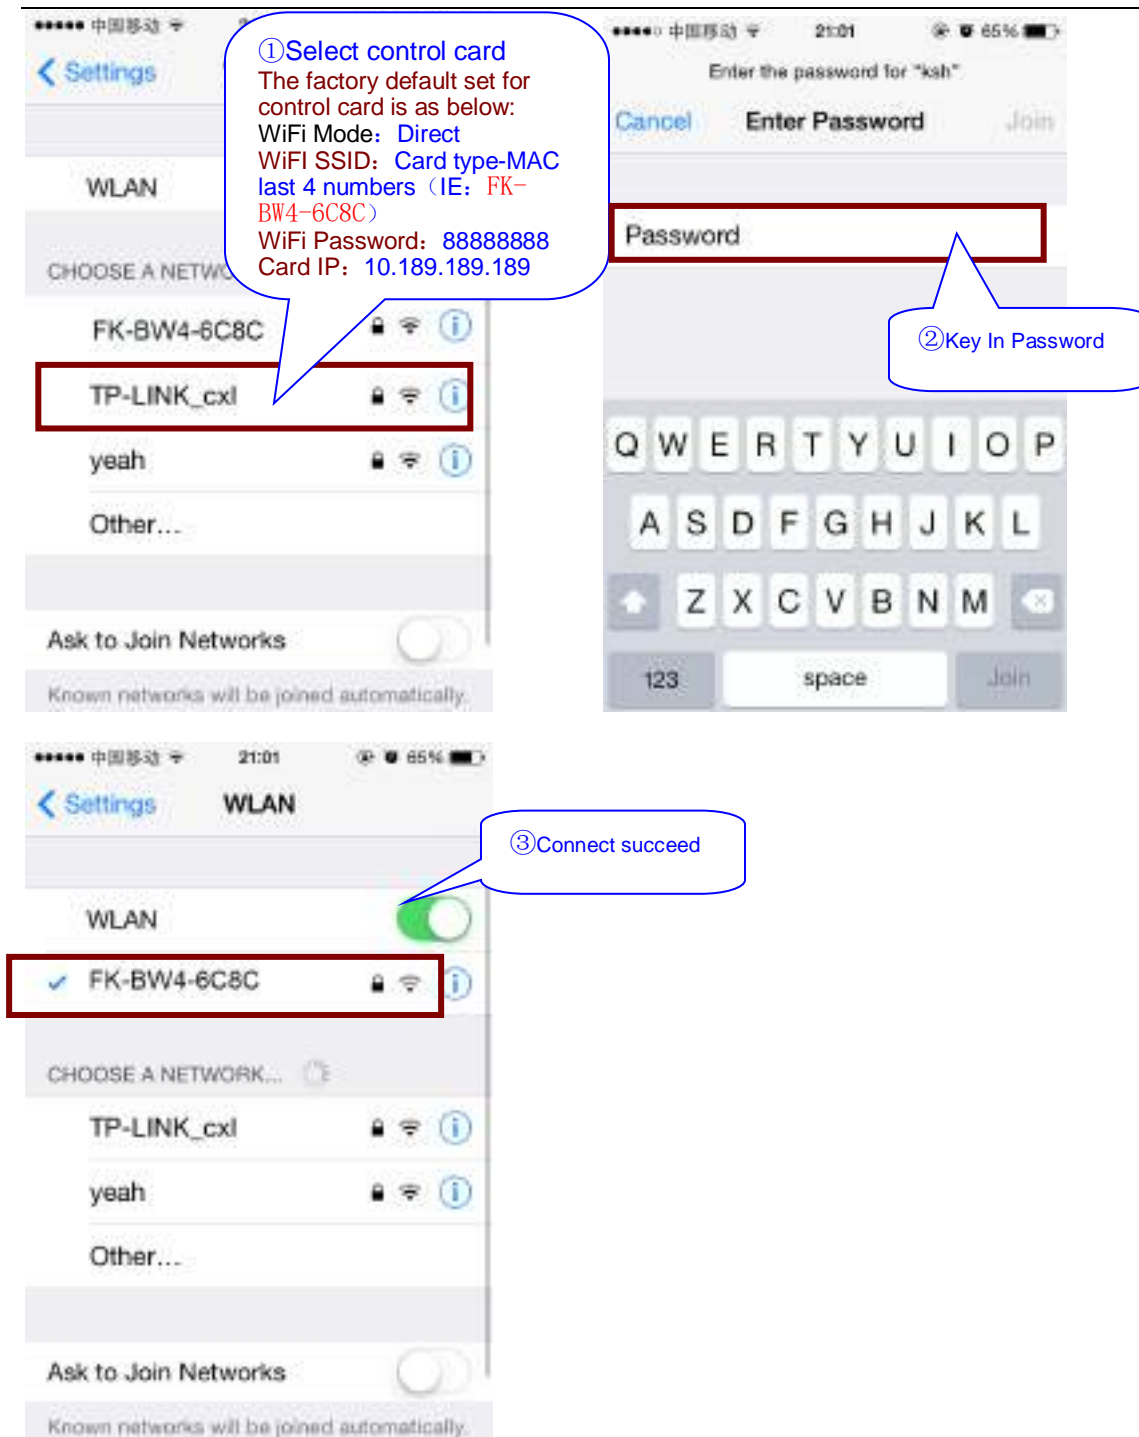 中国移动
Settings
①Select control card
The factory default set for
control card is as below:
WiFi Mode：Direct
WiFI SSID：Card type-MAC
last 4 numbers（IE：FK-
BW4-6C8C）
WiFi Password：88888888
Card IP：10.189.189.189
WLAN
CHOOSE A NETWO
FK-BW4-6C8C
TP-LINK_cxl
yeah
Other...
Ask to Join Networks
Known networks will be joined automatically.
中国移动 21:01 65%
Enter the password for "ksh"
Cancel Enter Password Join
Password
②Key In Password
Q W E R T Y U I O P
A S D F G H J K L
Z X C V B N M
123 space Join
中国移动 21:01 65%
Settings WLAN
③Connect succeed
WLAN
FK-BW4-6C8C
CHOOSE A NETWORK...
TP-LINK_cxl
yeah
Other...
Ask to Join Networks
Known networks will be joined automatically.